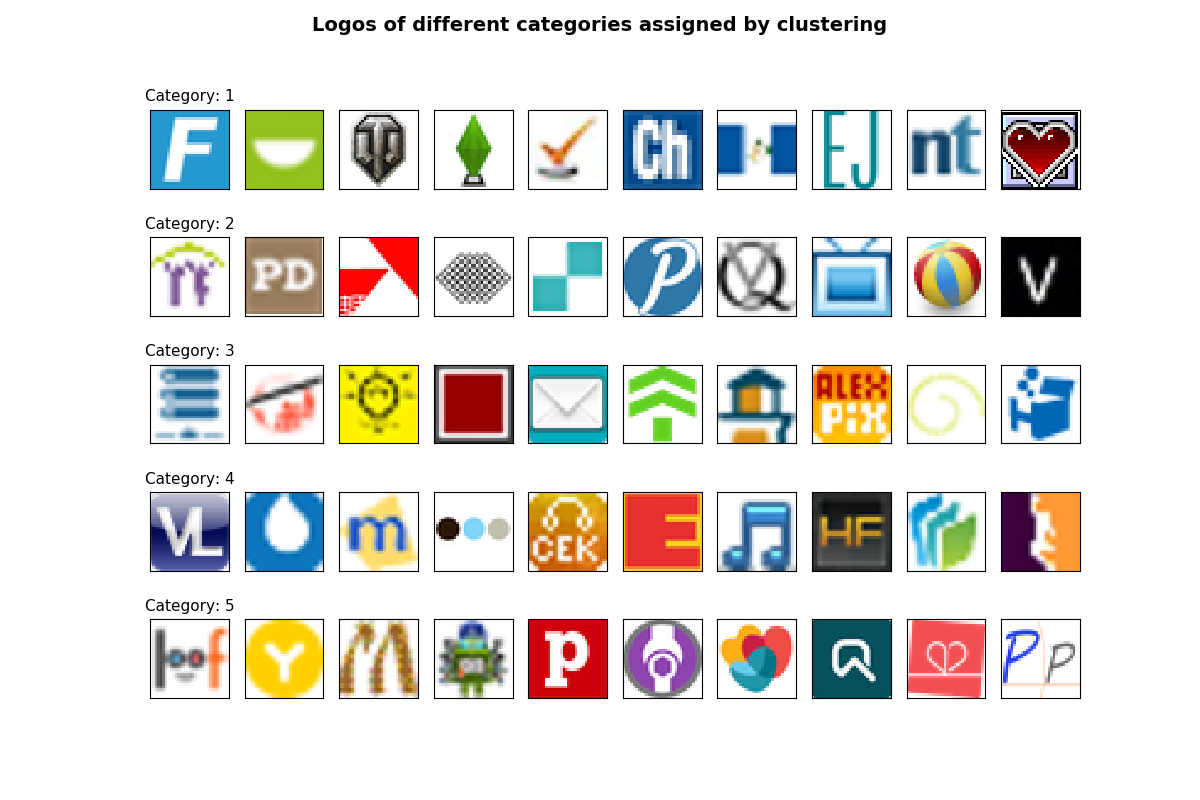 Logos of different categories assigned by clustering
Category: 1
F
Ch
EJ
nt
Category: 2
PD
P
V
Category: 3
ALEX
PiX
Category: 4
VL
m
CEK
E
HF
Category: 5
Y
M
p
P P